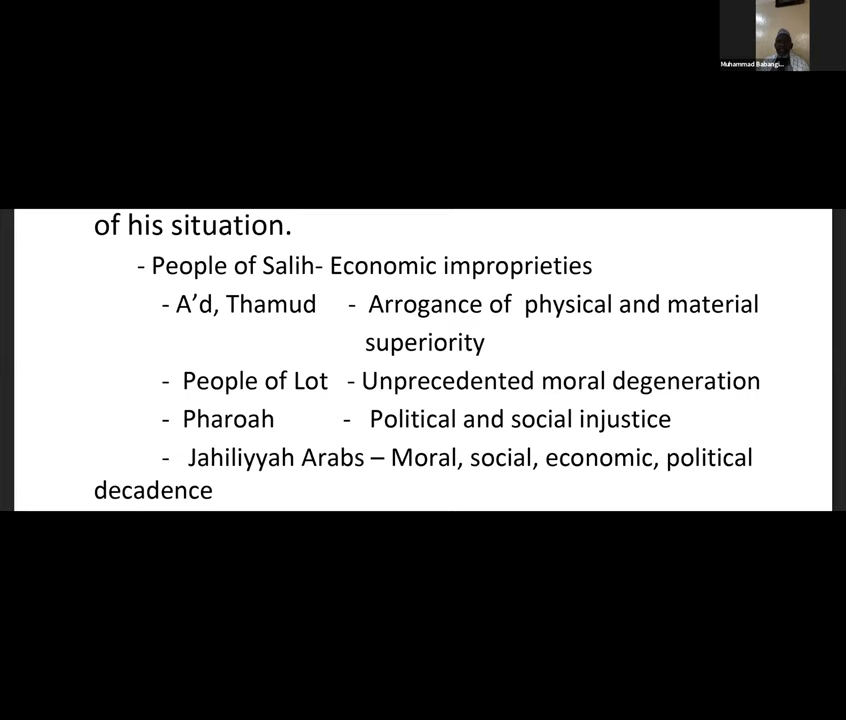 Muhammad Babangi...
of his situation.
- People of Salih- Economic improprieties
- A’d, Thamud - Arrogance of physical and material
superiority
- People of Lot - Unprecedented moral degeneration
- Pharoah - Political and social injustice
- Jahiliyyah Arabs – Moral, social, economic, political
decadence